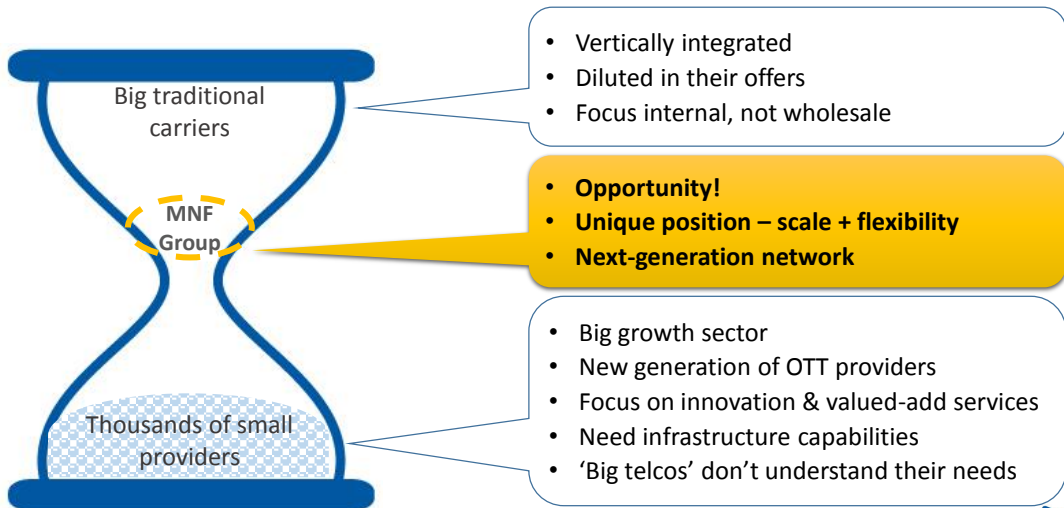 Big traditional
carriers
• Vertically integrated
• Diluted in their offers
• Focus internal, not wholesale
MNF
Group
• Opportunity!
• Unique position – scale + flexibility
• Next-generation network
Thousands of small
providers
• Big growth sector
• New generation of OTT providers
• Focus on innovation & valued-add services
• Need infrastructure capabilities
• ‘Big telcos’ don’t understand their needs